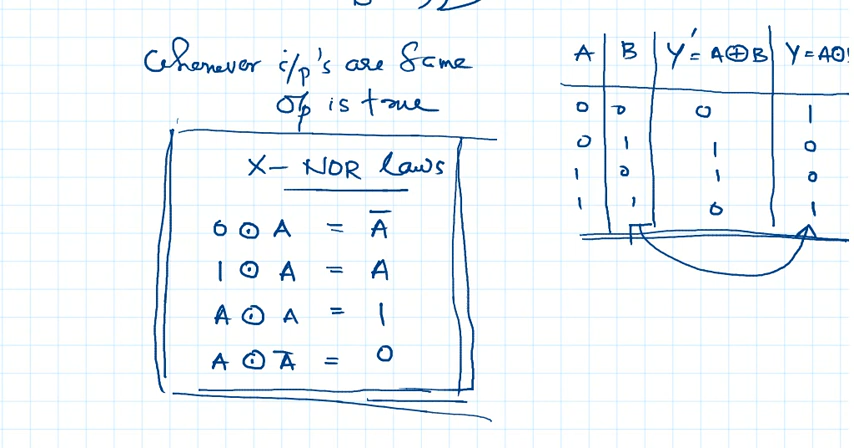 Whenever i/p's are same
o/p is true
X-NOR laws
0 ⊙ A = A̅
1 ⊙ A = A
A ⊙ A = 1
A ⊙ A̅ = 0
A B Y' = A⊕B Y = A⊙
0 0 0 1
0 1 1 0
1 0 1 0
1 1 0 1